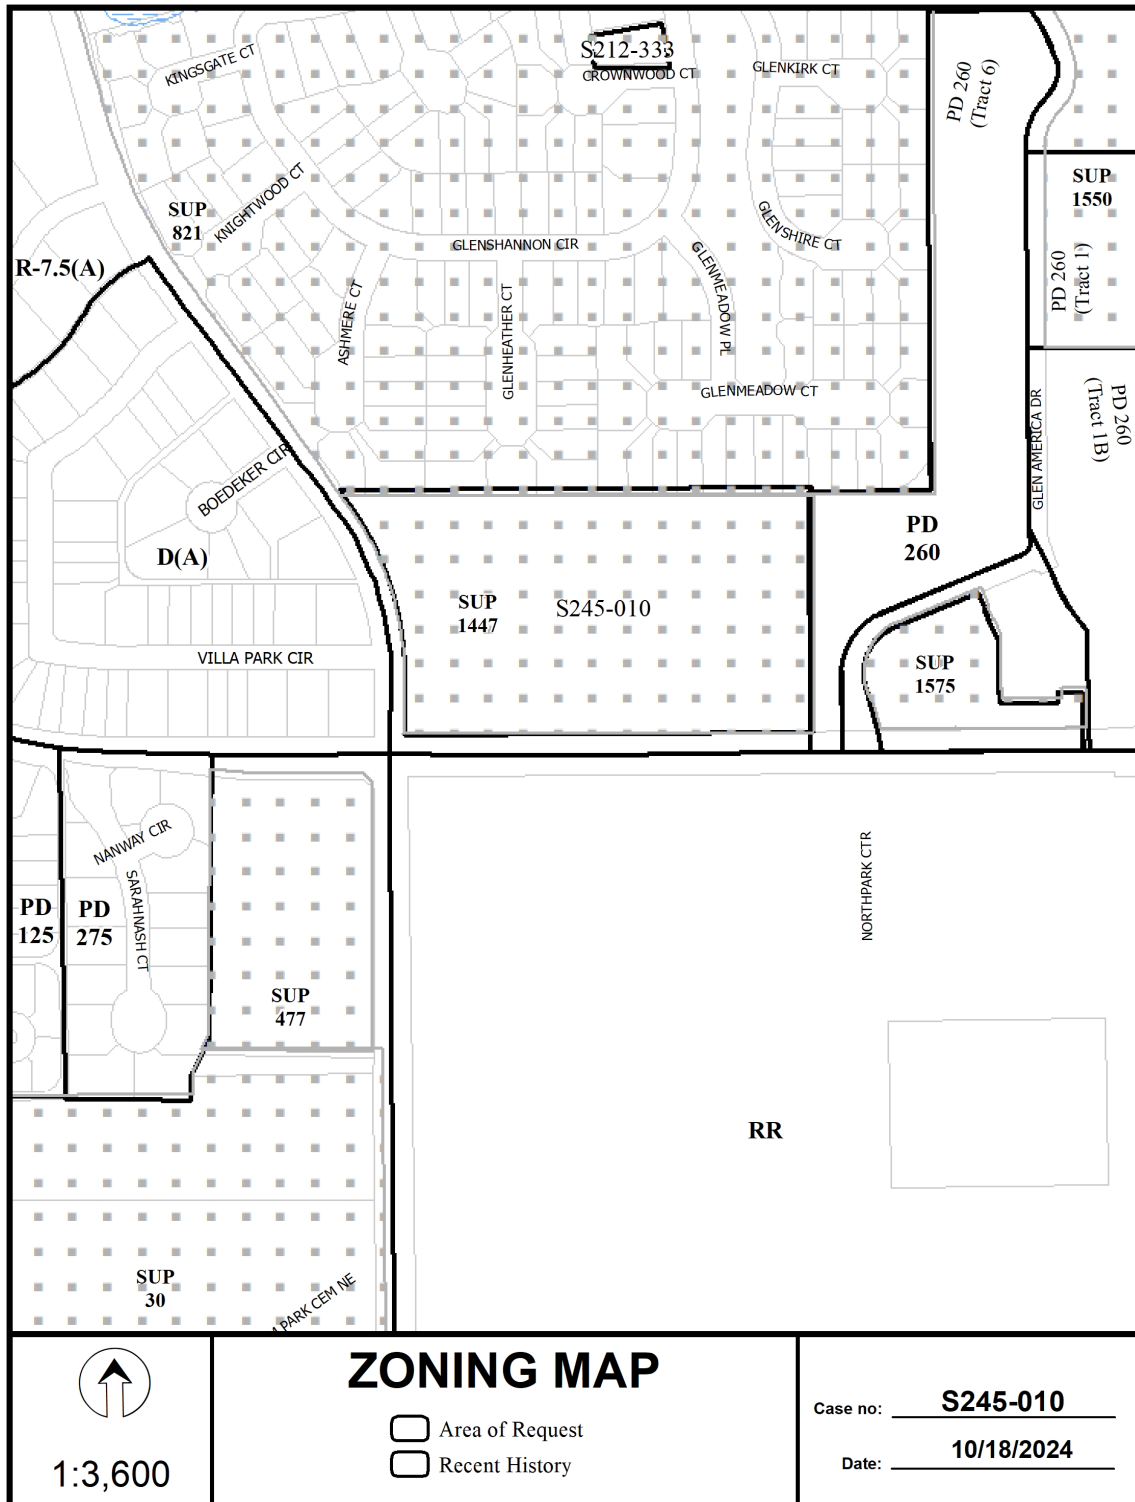 S212-333
CROWNWOOD CT
KINGSGATE CT
GLENKIRK CT
PD 260
(Tract 6)
SUP
1550
KNIGHTWOOD CT
SUP
821
GLENSHIRE CT
GLENSHANNON CIR
GLENMEADOW PL
R-7.5(A)
PD 260
(Tract 1)
ASHMERE CT
GLENHEATHER CT
GLENMEADOW CT
GLEN AMERICA DR
PD 260
(Tract 1B)
BOEDEKER CIR
D(A)
PD
260
SUP
1447
S245-010
VILLA PARK CIR
SUP
1575
NANWAY CIR
SARAHNASH CT
NORTHPARK CTR
PD
125
PD
275
SUP
477
RR
SUP
30
PARK CEM NE
1:3,600
ZONING MAP
Area of Request
Recent History
Case no: S245-010
Date: 10/18/2024